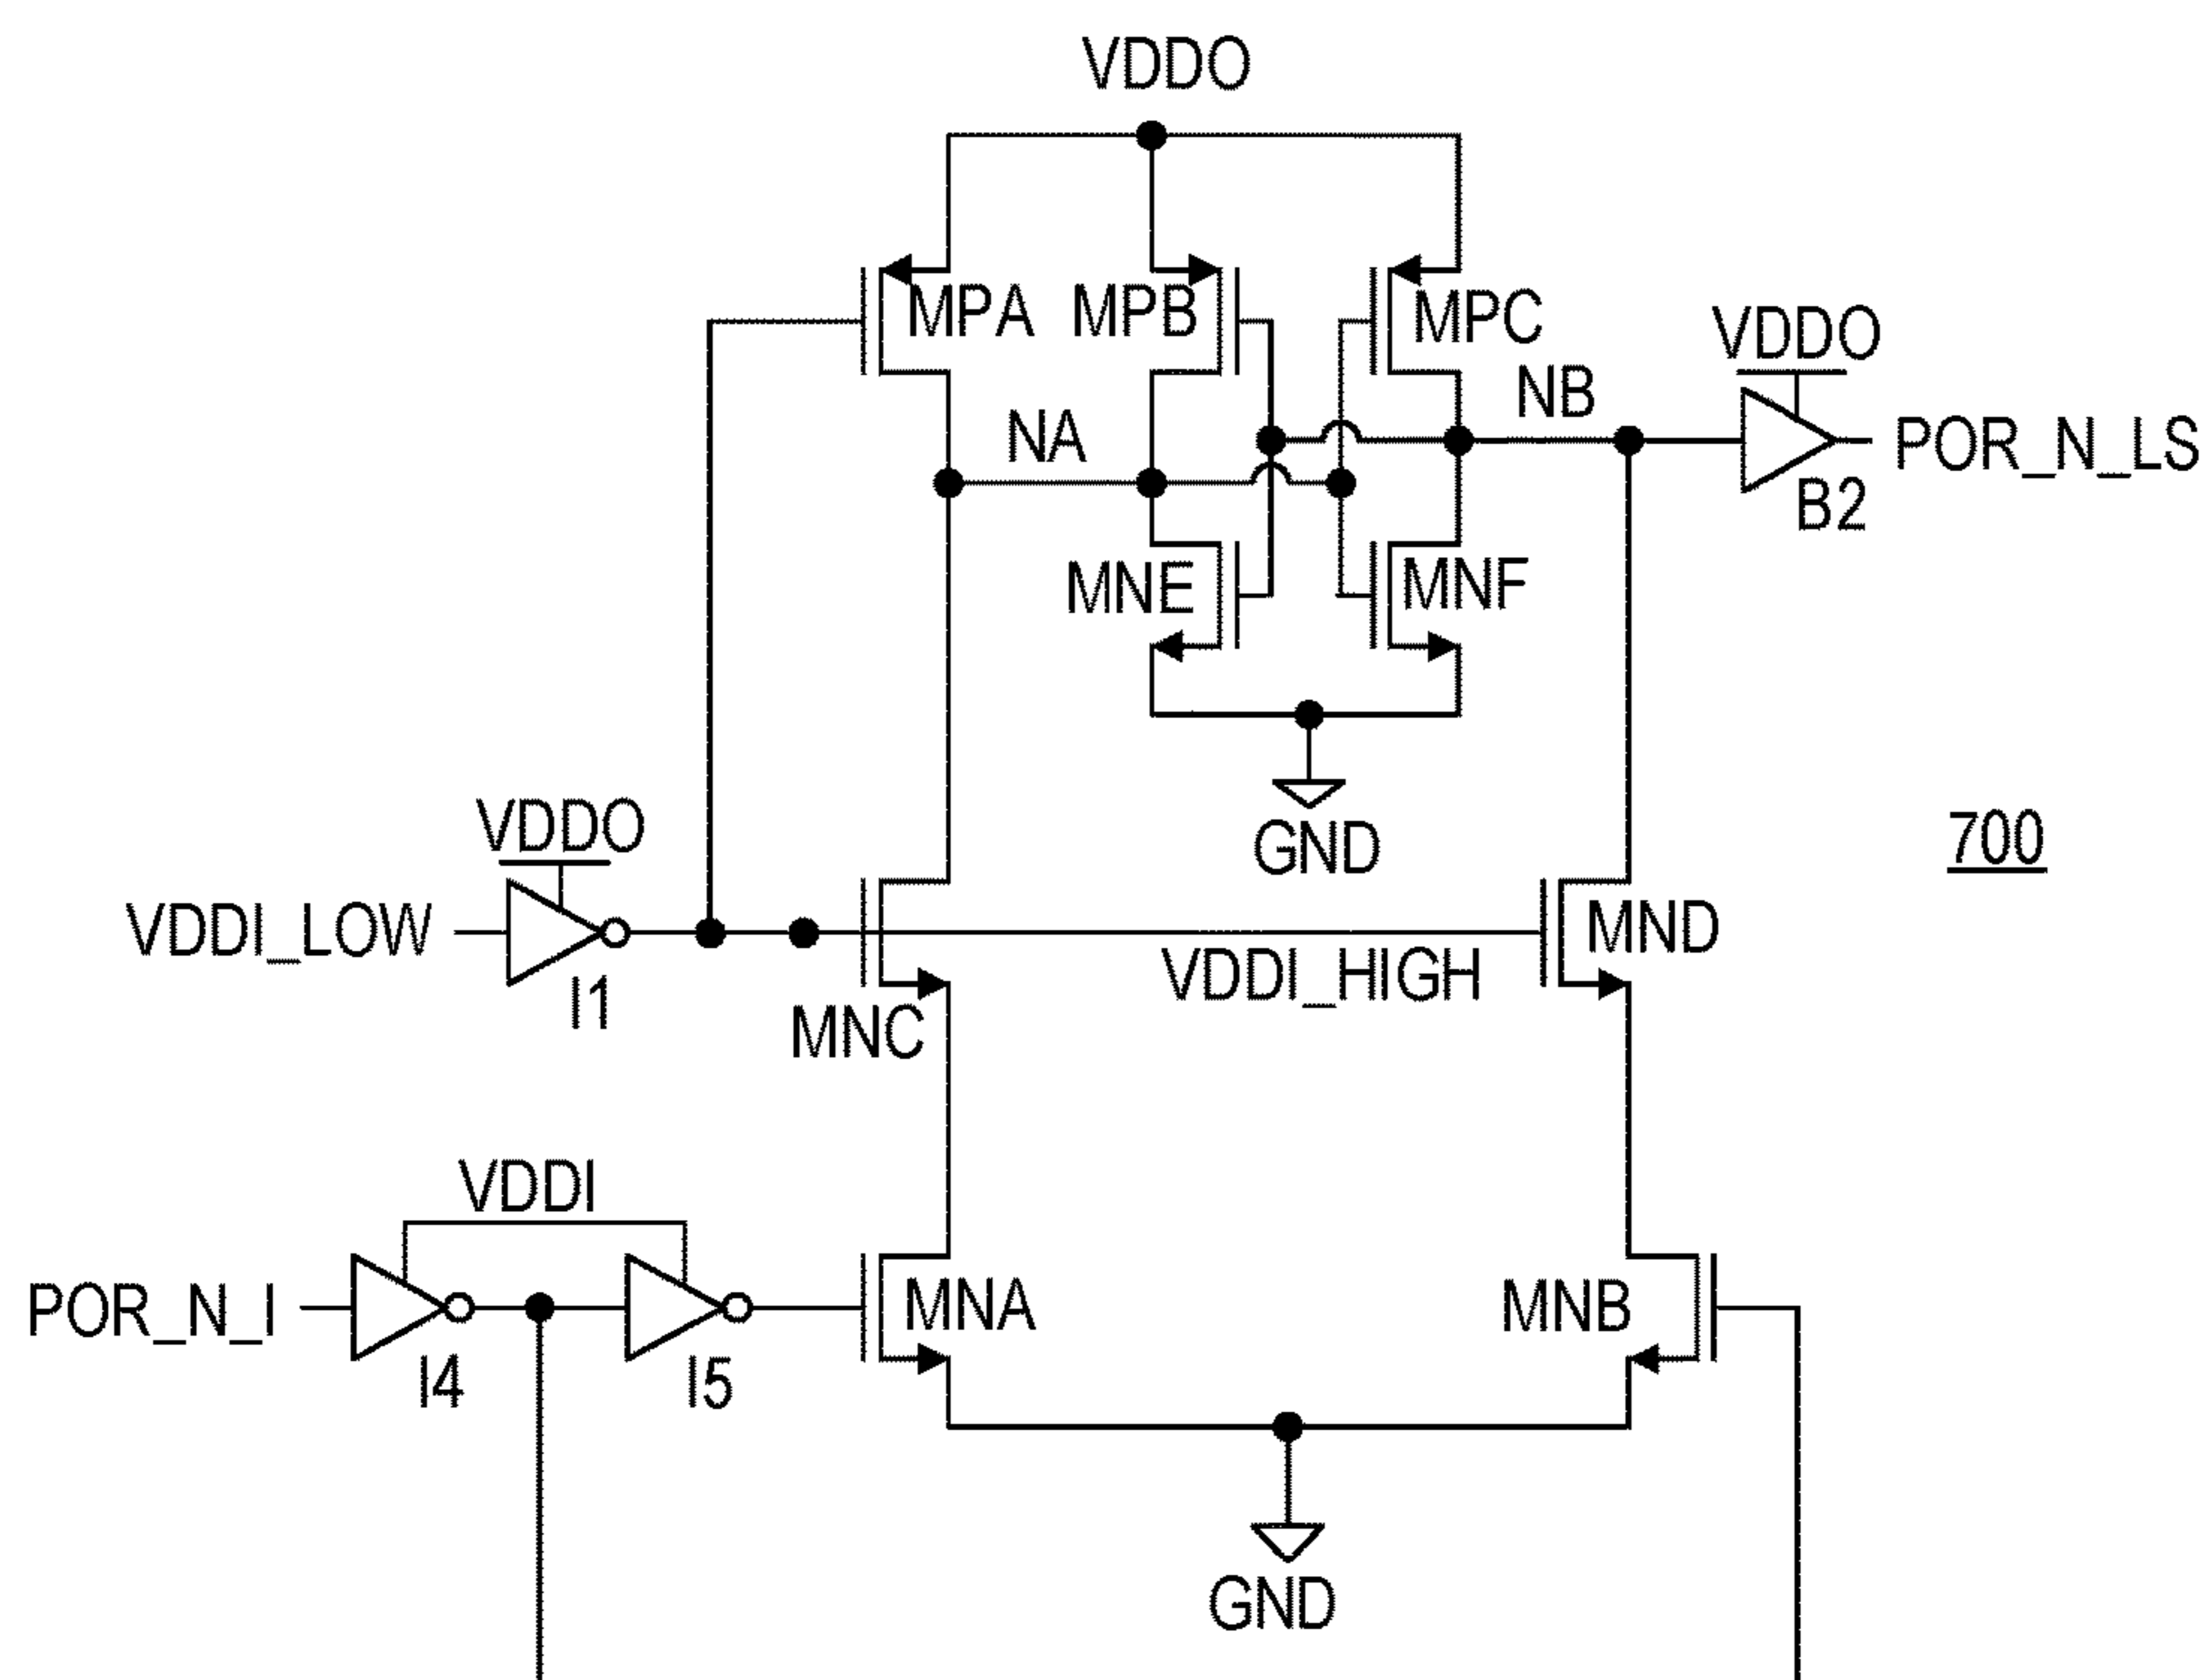 VDDO
MPA
MPB
MPC
VDDO
NB
NA
POR_N_LS
B2
MNE
MNF
VDDO
GND
700
VDDI_LOW
MND
VDDI_HIGH
I1
MNC
VDDI
POR_N_I
MNA
MNB
I4
I5
GND